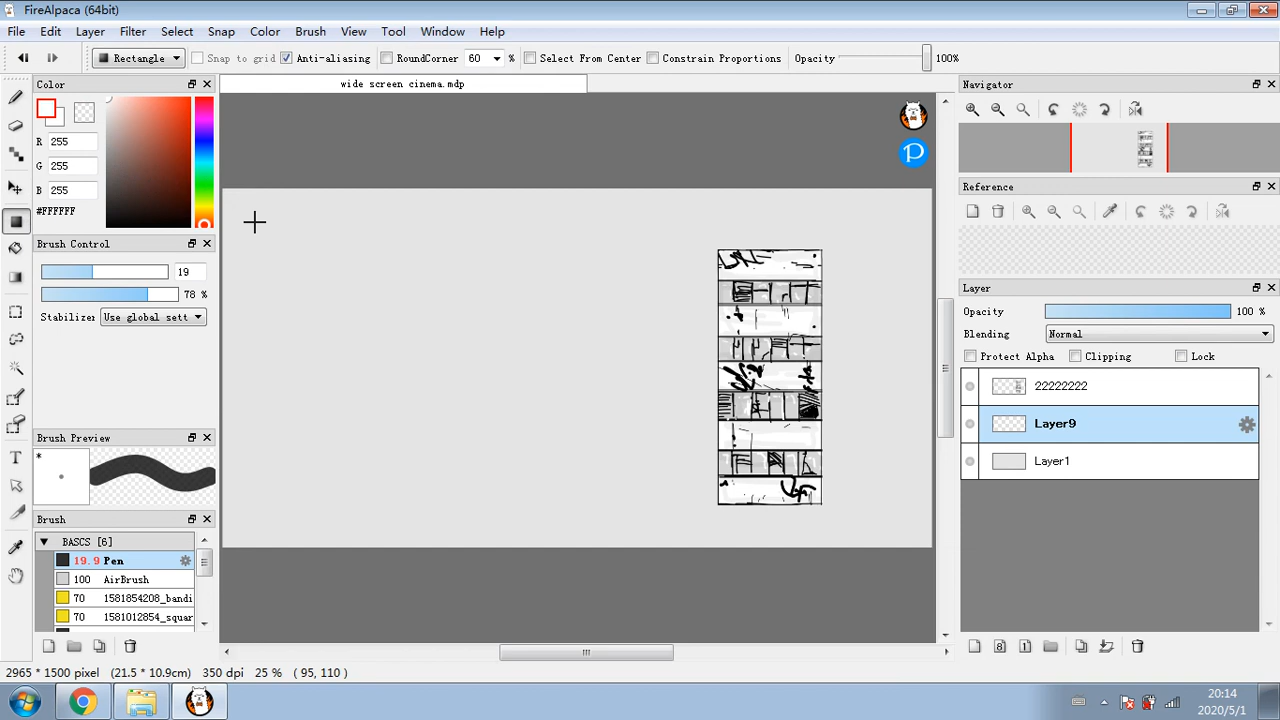 FireAlpaca (64bit)
File Edit Layer Filter Select Snap Color Brush View Tool Window Help
Rectangle Snap to grid Anti-aliasing RoundCorner 60 % Select From Center Constrain Proportions Opacity 100%
Color
wide screen cinema.mdp
Navigator
R 255
G 255
B 255
#FFFFFF
Reference
Brush Control
19
78 %
Stabilizer Use global sett
Layer
Opacity 100 %
Blending Normal
Protect Alpha Clipping Lock
22222222
Layer9
Layer1
Brush Preview
*
Brush
BASCS [6]
19.9 Pen
100 AirBrush
70 1581854208_bandi
70 1581012854_squar
2965 * 1500 pixel (21.5 * 10.9cm) 350 dpi 25 % ( 95, 110 )
20:14
2020/5/1